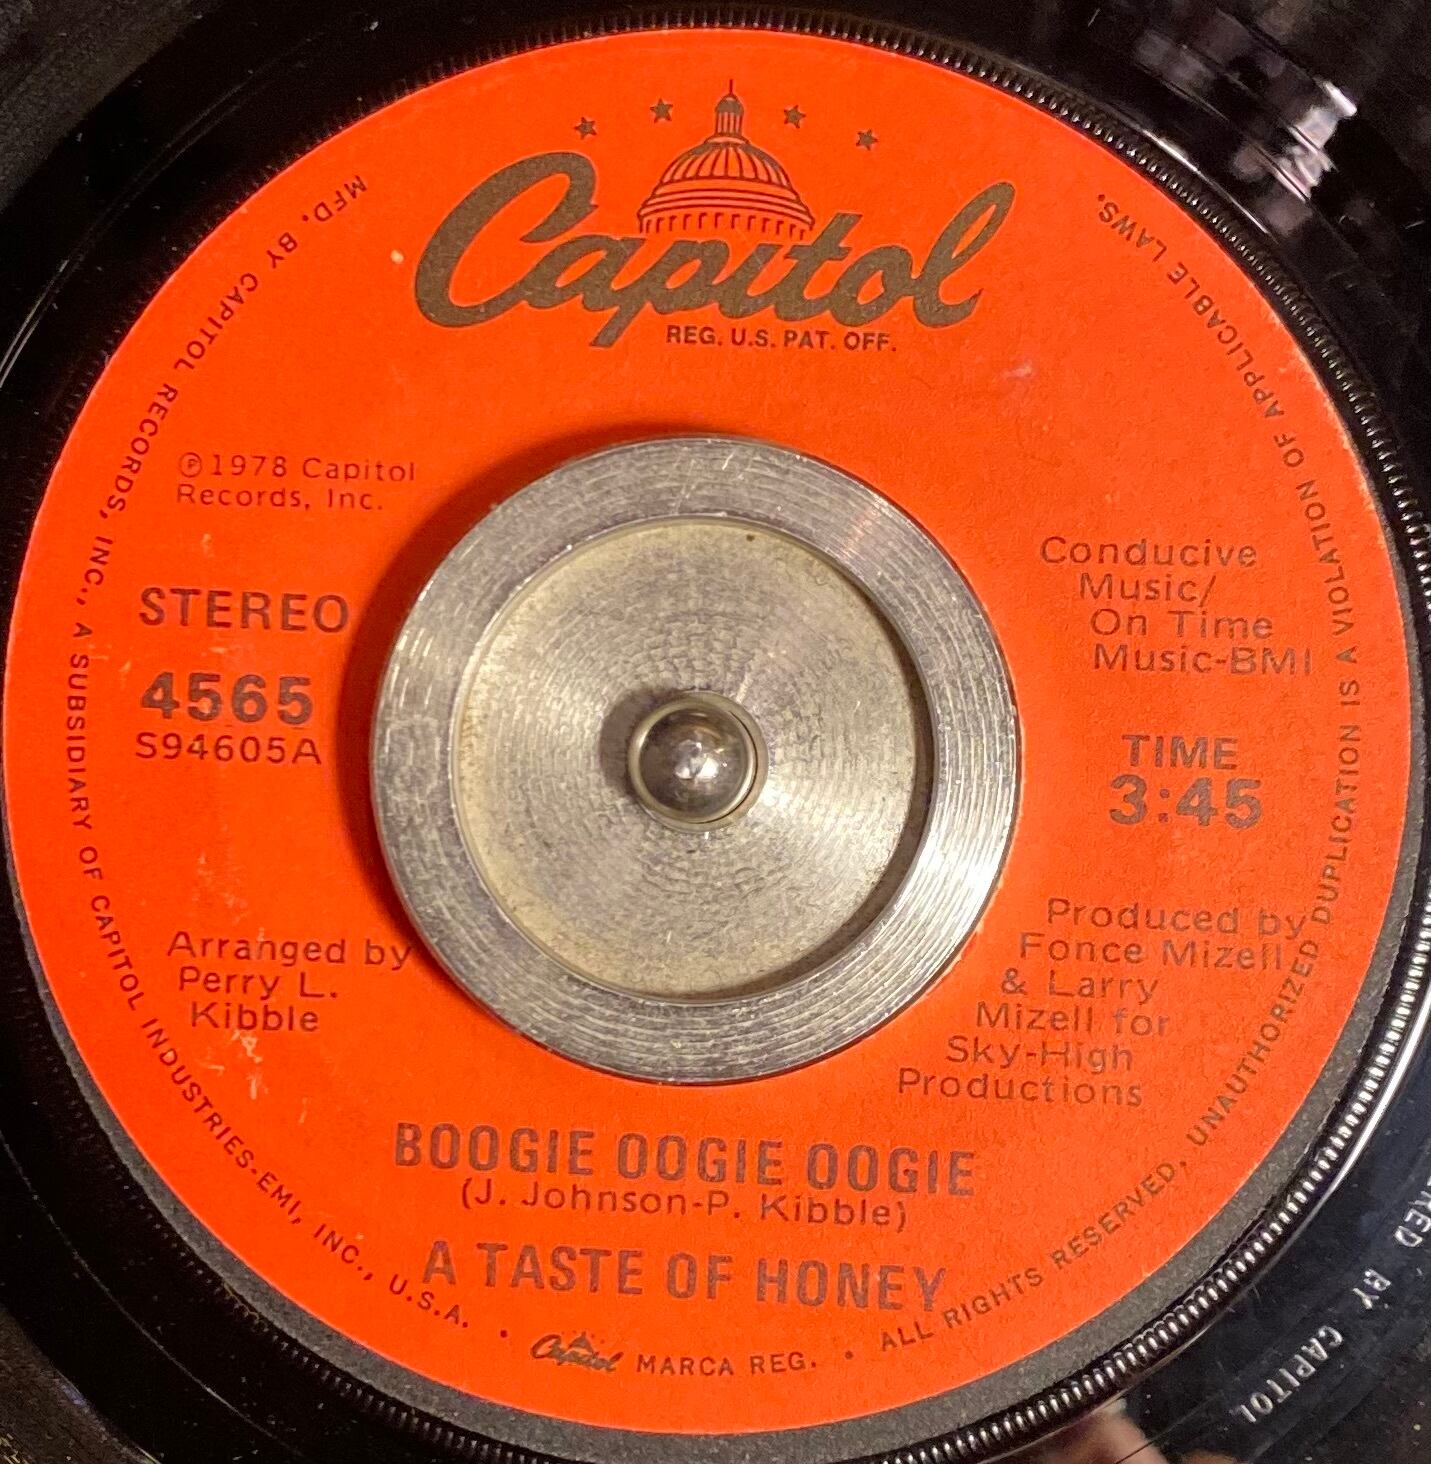 Capitol
REG. U.S. PAT. OFF.
℗1978 Capitol
Records, Inc.
STEREO
4565
S94605A
Arranged by
Perry L.
Kibble
Conducive
Music/
On Time
Music-BMI
TIME
3:45
Produced by
Fonce Mizell
& Larry
Mizell for
Sky-High
Productions
BOOGIE OOGIE OOGIE
(J. Johnson-P. Kibble)
A TASTE OF HONEY
MFD. BY CAPITOL RECORDS, INC., A SUBSIDIARY OF CAPITOL INDUSTRIES-EMI, INC., U.S.A. • Capitol MARCA REG. • ALL RIGHTS RESERVED, UNAUTHORIZED DUPLICATION IS A VIOLATION OF APPLICABLE LAWS.
BY CAPITOL